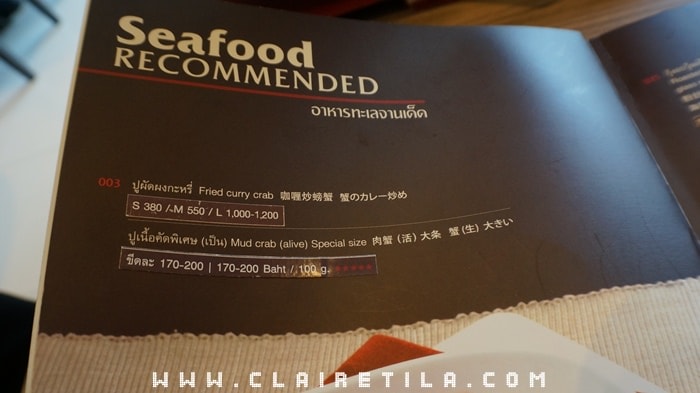 Seafood
RECOMMENDED
อาหารทะเลจานเด็ด
003 ปูผัดผงกะหรี่ Fried curry crab 咖喱炒螃蟹 蟹のカレー炒め
S 380 / M 550 / L 1,000-1,200
ปูเนื้อคัดพิเศษ (เป็น) Mud crab (alive) Special size 肉蟹 (活) 大条 蟹 (生) 大きい
ขีดละ 170-200 | 170-200 Baht / 100 g.
WWW.CLAIRETILA.COM